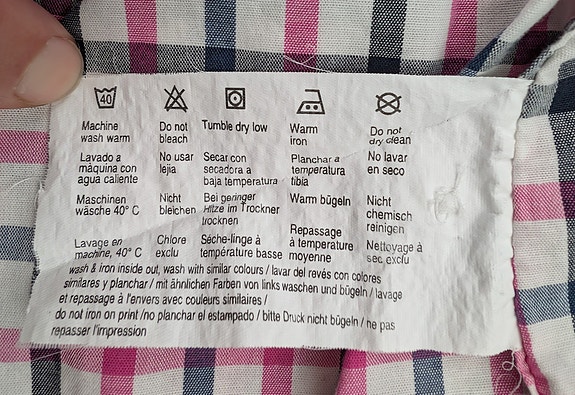 40
Machine
wash warm
Do not
bleach
Tumble dry low
Warm
iron
Do not
dry clean
Lavado a
máquina con
agua caliente
No usar
lejia
Secar con
secadora a
baja temperatura
Planchar a
temperatura
tibia
No lavar
en seco
Maschinen
wäsche 40° C
Nicht
bleichen
Bei geringer
Hitze im Trockner
trocknen
Warm bügeln
Nicht
chemisch
reinigen
Lavage en
machine, 40° C
Chlore
exclu
Séche-linge à
température basse
Repassage
à température
moyenne
Nettoyage à
sec exclu
wash & iron inside out, wash with similar colours / lavar del revés con colores
similares y planchar / mit ähnlichen Farben von links waschen und bügeln / lavage
et repassage à l'envers avec couleurs similaires /
do not iron on print /no planchar el estampado / bitte Druck nicht bügeln / ne pas
repasser l'impression